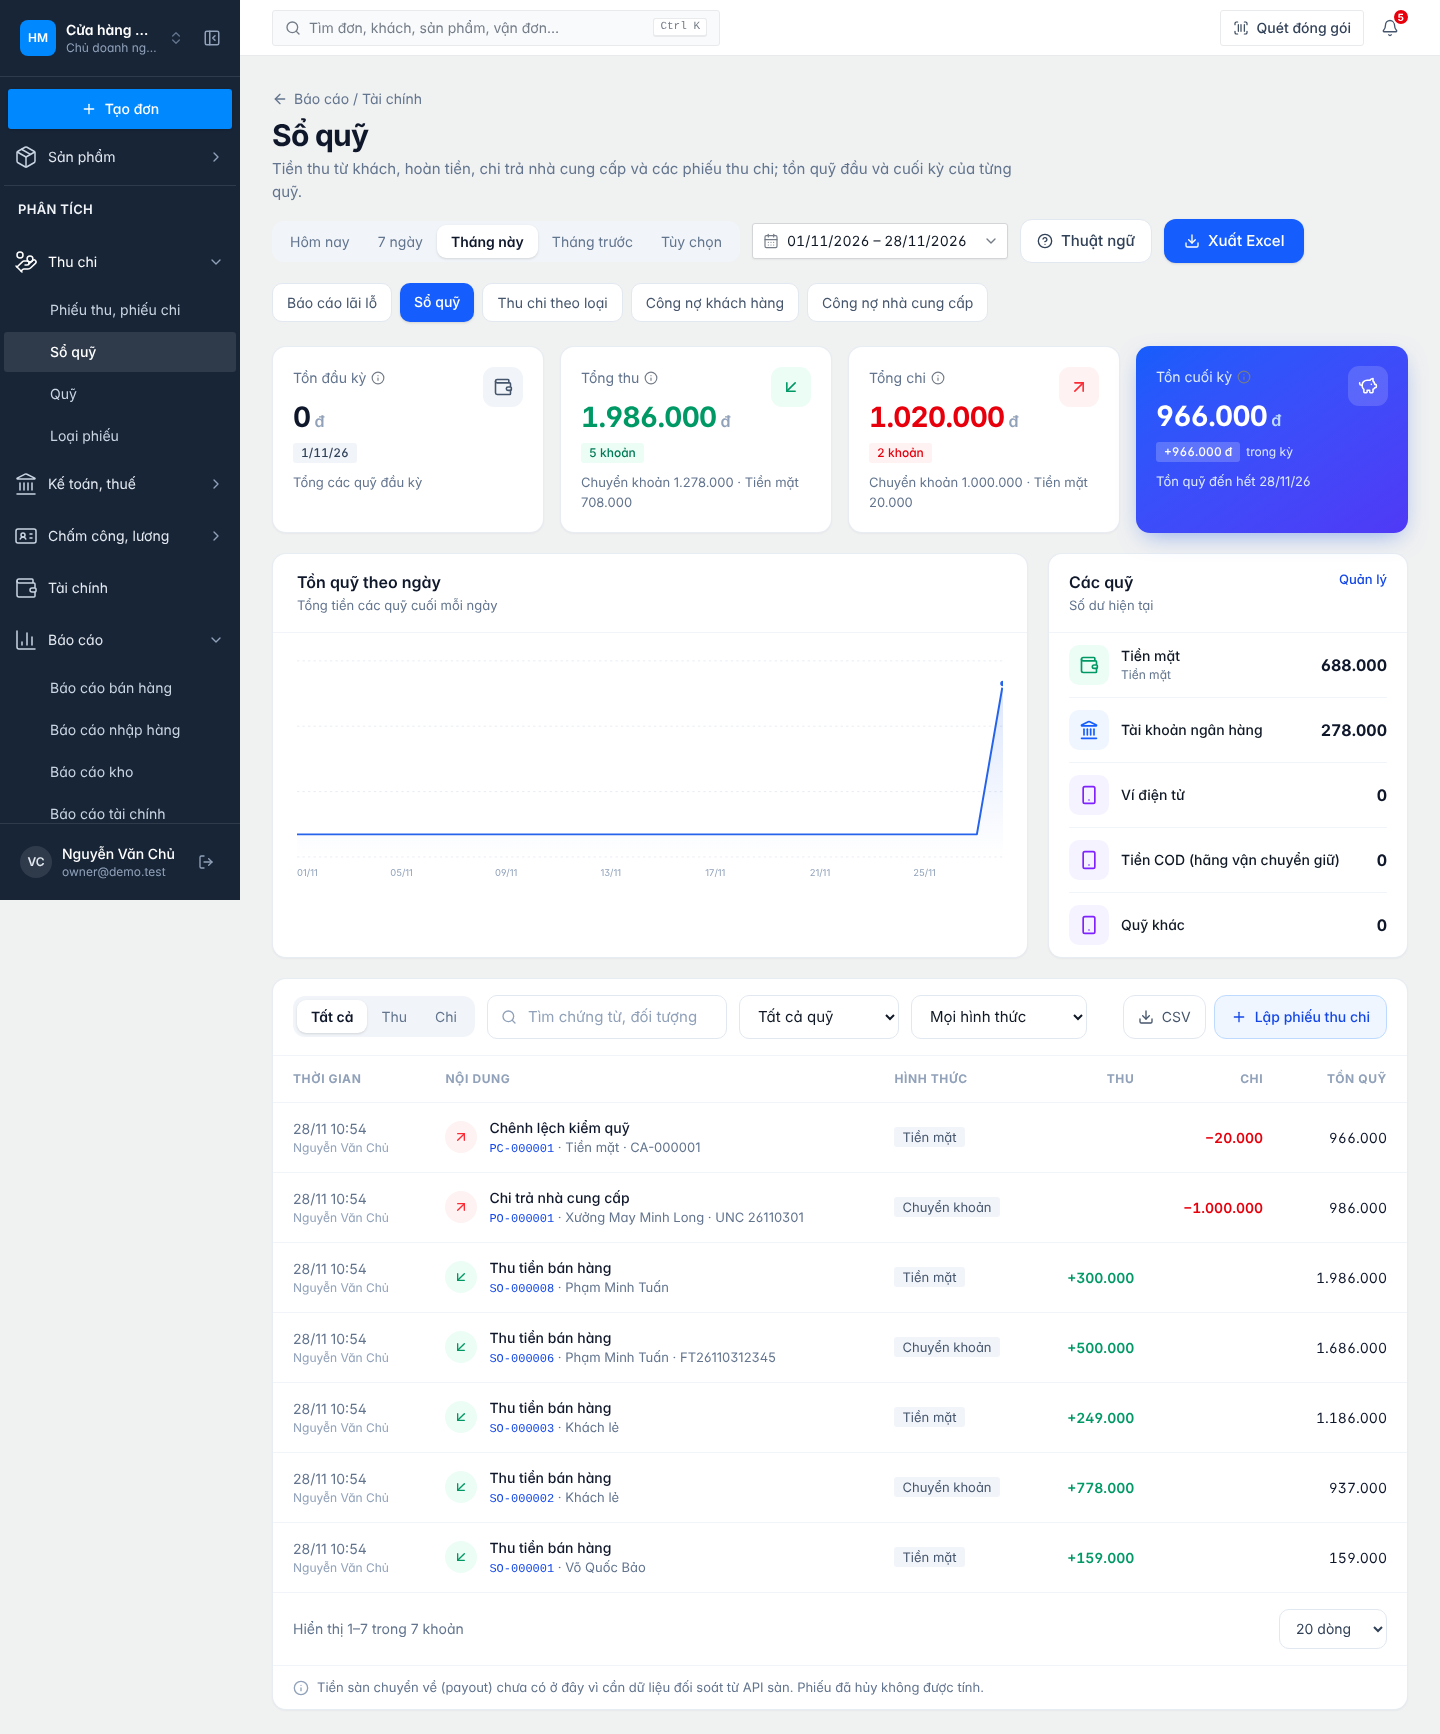 HM
Cửa hàng ...
Chủ doanh ng...
Tạo đơn
Sản phẩm
PHÂN TÍCH
Thu chi
Phiếu thu, phiếu chi
Sổ quỹ
Quỹ
Loại phiếu
Kế toán, thuế
Chấm công, lương
Tài chính
Báo cáo
Báo cáo bán hàng
Báo cáo nhập hàng
Báo cáo kho
Báo cáo tài chính
VC
Nguyễn Văn Chủ
owner@demo.test
Tìm đơn, khách, sản phẩm, vận đơn... Ctrl K
Quét đóng gói
5
Báo cáo / Tài chính
Sổ quỹ
Tiền thu từ khách, hoàn tiền, chi trả nhà cung cấp và các phiếu thu chi; tồn quỹ đầu và cuối kỳ của từng
quỹ.
Hôm nay 7 ngày Tháng này Tháng trước Tùy chọn 01/11/2026 – 28/11/2026 Thuật ngữ Xuất Excel
Báo cáo lãi lỗ Sổ quỹ Thu chi theo loại Công nợ khách hàng Công nợ nhà cung cấp
Tồn đầu kỳ
0 đ
1/11/26
Tổng các quỹ đầu kỳ
Tổng thu
1.986.000 đ
5 khoản
Chuyển khoản 1.278.000 · Tiền mặt
708.000
Tổng chi
1.020.000 đ
2 khoản
Chuyển khoản 1.000.000 · Tiền mặt
20.000
Tồn cuối kỳ
966.000 đ
+966.000 đ trong kỳ
Tồn quỹ đến hết 28/11/26
Tồn quỹ theo ngày
Tổng tiền các quỹ cuối mỗi ngày
01/11 05/11 09/11 13/11 17/11 21/11 25/11
Các quỹ Quản lý
Số dư hiện tại
Tiền mặt
Tiền mặt
688.000
Tài khoản ngân hàng 278.000
Ví điện tử 0
Tiền COD (hãng vận chuyển giữ) 0
Quỹ khác 0
Tất cả Thu Chi Tìm chứng từ, đối tượng Tất cả quỹ Mọi hình thức CSV Lập phiếu thu chi
THỜI GIAN NỘI DUNG HÌNH THỨC THU CHI TỒN QUỸ
28/11 10:54 Chênh lệch kiểm quỹ Tiền mặt −20.000 966.000
Nguyễn Văn Chủ PC-000001 · Tiền mặt · CA-000001
28/11 10:54 Chi trả nhà cung cấp Chuyển khoản −1.000.000 986.000
Nguyễn Văn Chủ PO-000001 · Xưởng May Minh Long · UNC 26110301
28/11 10:54 Thu tiền bán hàng Tiền mặt +300.000 1.986.000
Nguyễn Văn Chủ SO-000008 · Phạm Minh Tuấn
28/11 10:54 Thu tiền bán hàng Chuyển khoản +500.000 1.686.000
Nguyễn Văn Chủ SO-000006 · Phạm Minh Tuấn · FT26110312345
28/11 10:54 Thu tiền bán hàng Tiền mặt +249.000 1.186.000
Nguyễn Văn Chủ SO-000003 · Khách lẻ
28/11 10:54 Thu tiền bán hàng Chuyển khoản +778.000 937.000
Nguyễn Văn Chủ SO-000002 · Khách lẻ
28/11 10:54 Thu tiền bán hàng Tiền mặt +159.000 159.000
Nguyễn Văn Chủ SO-000001 · Võ Quốc Bảo
Hiển thị 1–7 trong 7 khoản 20 dòng
Tiền sàn chuyển về (payout) chưa có ở đây vì cần dữ liệu đối soát từ API sàn. Phiếu đã hủy không được tính.